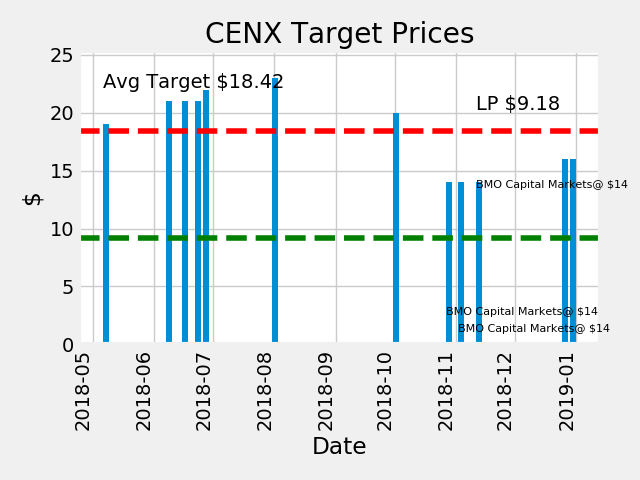 CENX Target Prices
25
Avg Target $18.42
LP $9.18
20
15
BMO Capital Markets@ $14
$
10
5
BMO Capital Markets@ $14
BMO Capital Markets@ $14
0
2018-05
2018-06
2018-07
2018-08
2018-09
2018-10
2018-11
2018-12
2019-01
Date